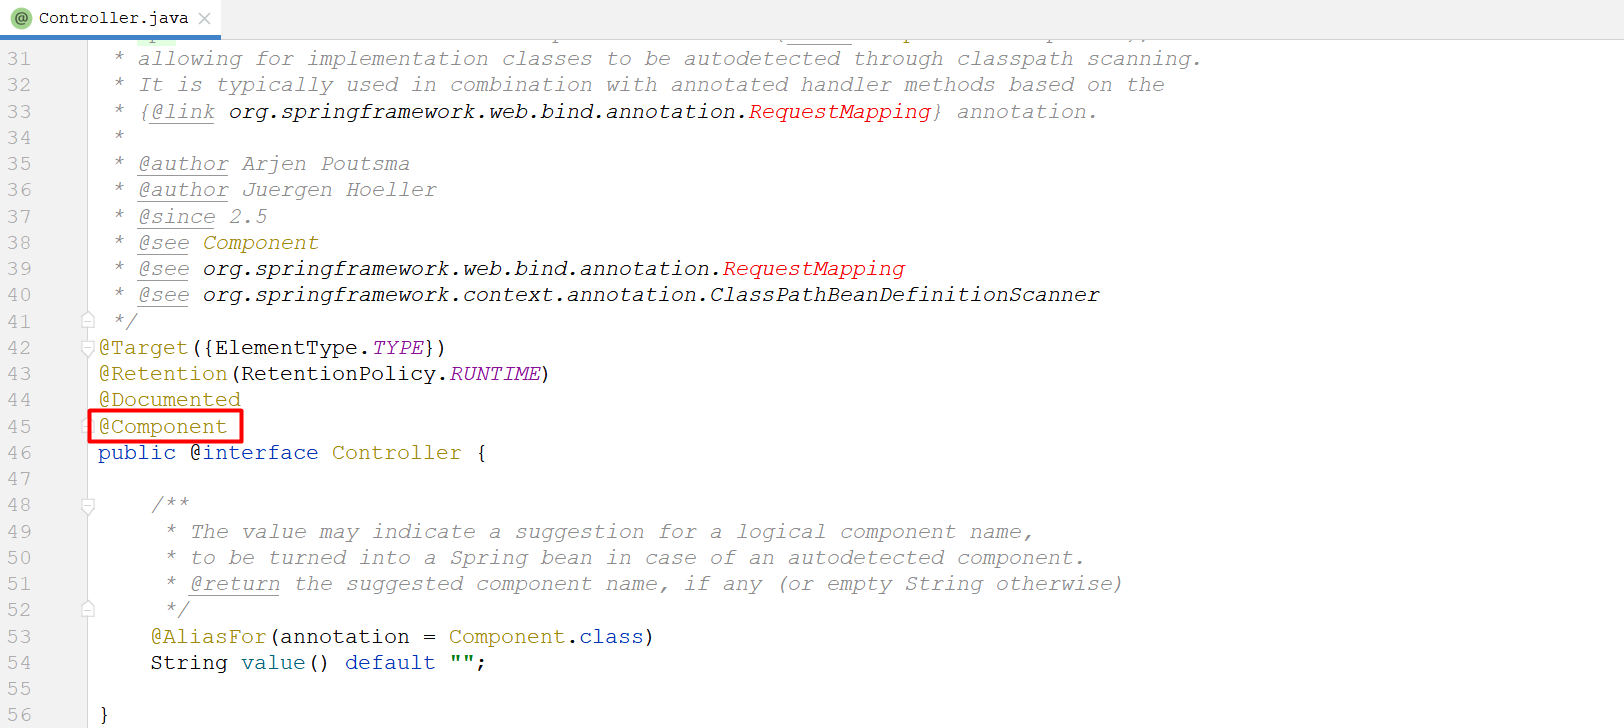 Controller.java
31 * allowing for implementation classes to be autodetected through classpath scanning.
32 * It is typically used in combination with annotated handler methods based on the
33 * {@link org.springframework.web.bind.annotation.RequestMapping} annotation.
34 *
35 * @author Arjen Poutsma
36 * @author Juergen Hoeller
37 * @since 2.5
38 * @see Component
39 * @see org.springframework.web.bind.annotation.RequestMapping
40 * @see org.springframework.context.annotation.ClassPathBeanDefinitionScanner
41 */
42 @Target({ElementType.TYPE})
43 @Retention(RetentionPolicy.RUNTIME)
44 @Documented
45 @Component
46 public @interface Controller {
47
48 /**
49 * The value may indicate a suggestion for a logical component name,
50 * to be turned into a Spring bean in case of an autodetected component.
51 * @return the suggested component name, if any (or empty String otherwise)
52 */
53 @AliasFor(annotation = Component.class)
54 String value() default "";
55
56 }